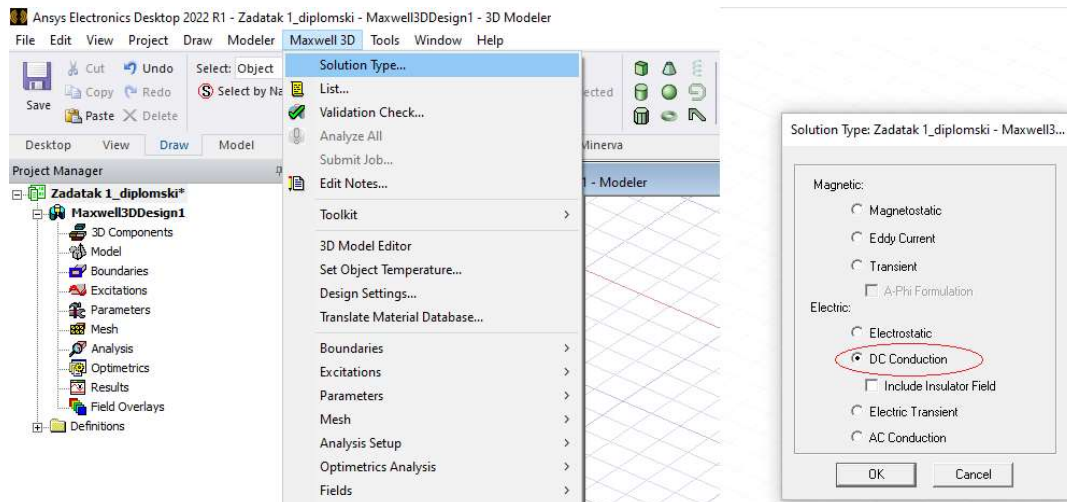 Ansys Electronics Desktop 2022 R1 - Zadatak 1_diplomski - Maxwell3DDesign1 - 3D Modeler
File Edit View Project Draw Modeler Maxwell 3D Tools Window Help
Save
Cut
Copy
Paste
Undo
Redo
Delete
Select: Object
Select by Na
ected
Desktop View Draw Model
Minerva
Project Manager
1 - Modeler
Zadatak 1_diplomski*
Maxwell3DDesign1
3D Components
Model
Boundaries
Excitations
Parameters
Mesh
Analysis
Optimetrics
Results
Field Overlays
Definitions
Solution Type...
List...
Validation Check...
Analyze All
Submit Job...
Edit Notes...
Toolkit
3D Model Editor
Set Object Temperature...
Design Settings...
Translate Material Database...
Boundaries
Excitations
Parameters
Mesh
Analysis Setup
Optimetrics Analysis
Fields
Solution Type: Zadatak 1_diplomski - Maxwell3...
Magnetic:
Magnetostatic
Eddy Current
Transient
A-Phi Formulation
Electric:
Electrostatic
DC Conduction
Include Insulator Field
Electric Transient
AC Conduction
OK Cancel